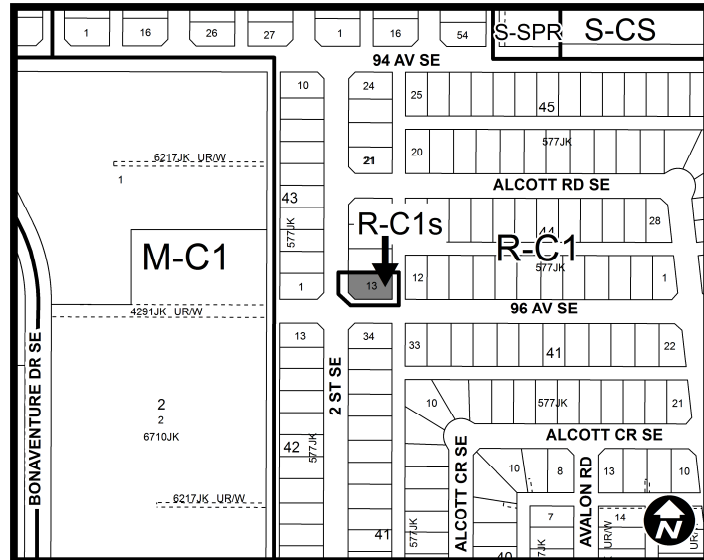 1 16 26 27 1 16 54 S-SPR S-CS
94 AV SE
10 24 25 45
6217JK UR/W
20 577JK
1 21
ALCOTT RD SE
43
577JK
R-C1s 44 28
M-C1 R-C1
577JK
1 13 12 1
4291JK UR/W
96 AV SE
13 34 33 41 22
BONAVENTURE DR SE
2 ST SE
10 577JK 21
2
2
6710JK
ALCOTT CR SE
42
577JK
ALCOTT CR SE
10 8 AVALON RD 13 10
6217JK UR/W
7 14
41
577JK
UR/W
N